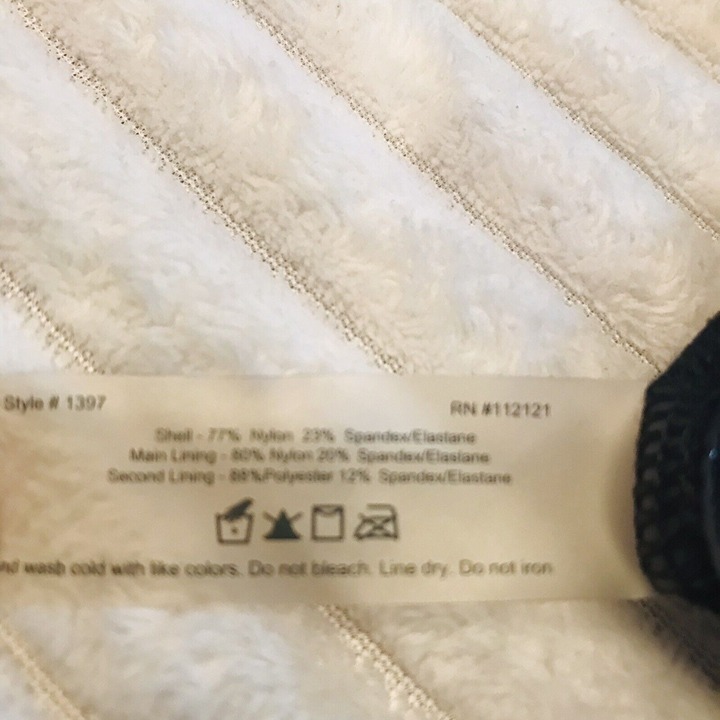 Style # 1397
RN #112121
Shell - 77% Nylon 23% Spandex/Elastane
Main Lining - 80% Nylon 20% Spandex/Elastane
Second Lining - 88%Polyester 12% Spandex/Elastane
nd wash cold with like colors. Do not bleach. Line dry. Do not iron